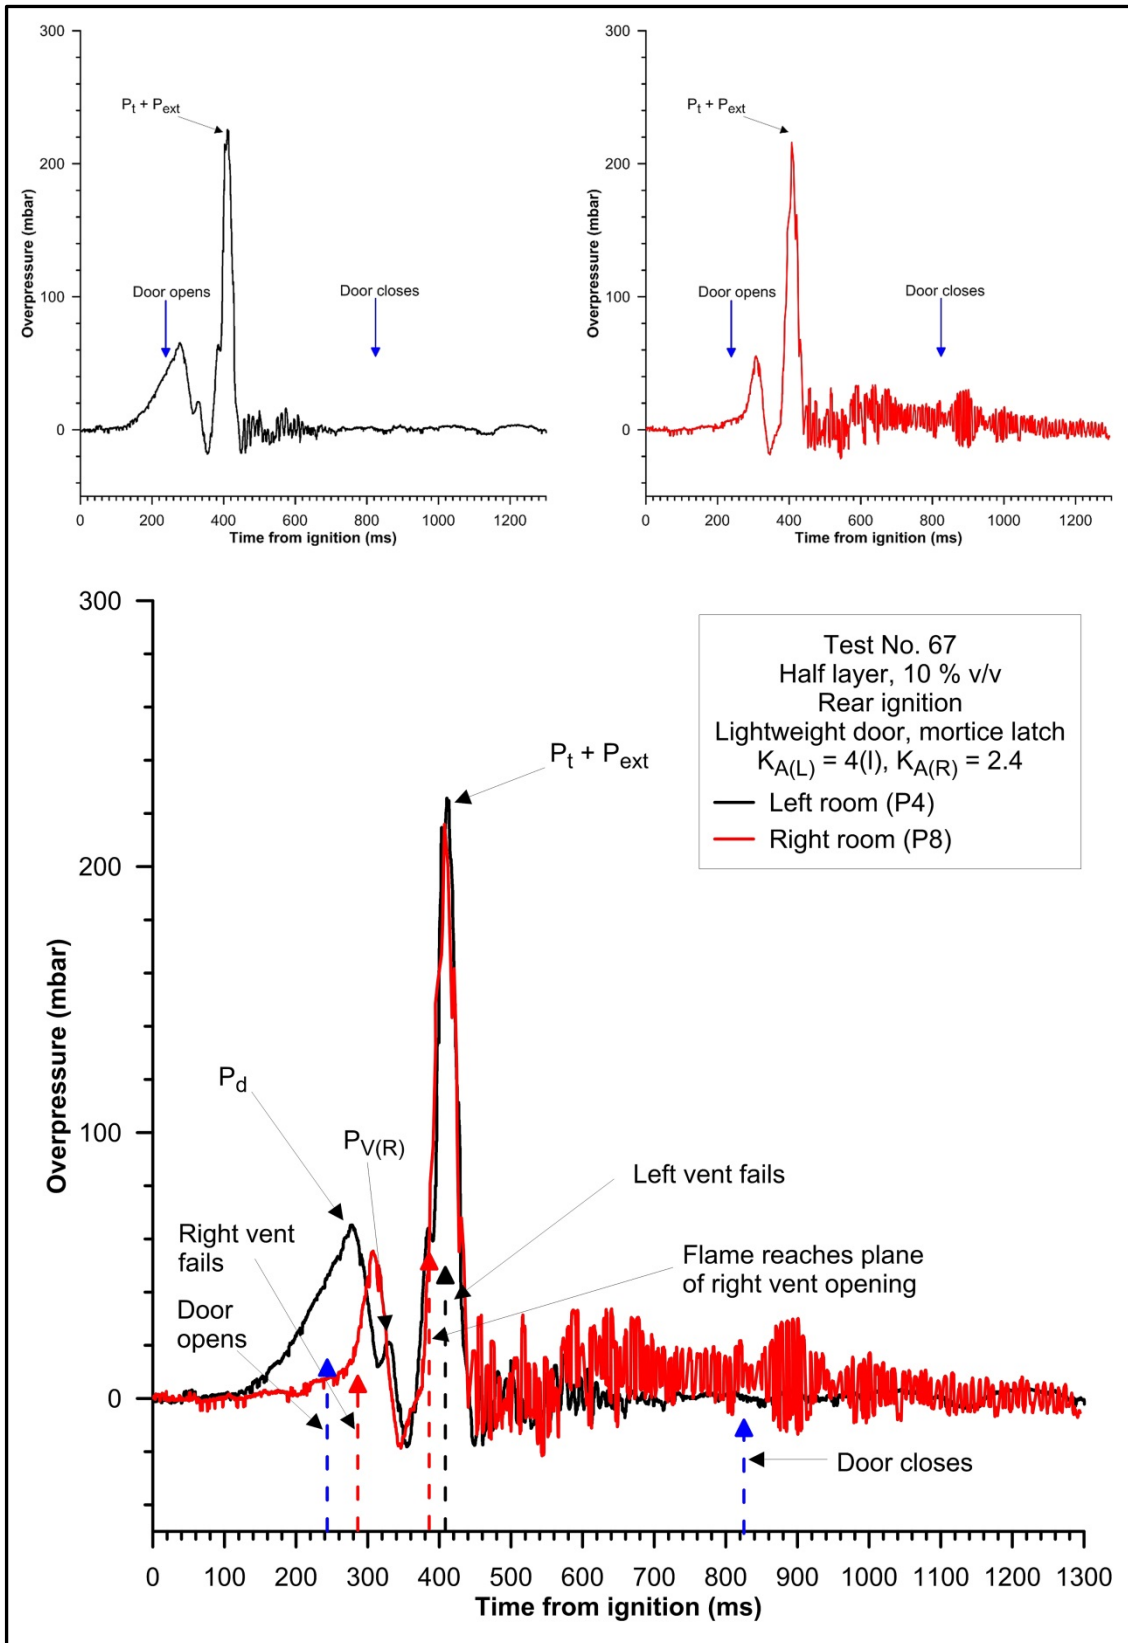 300
200
100
0
Overpressure (mbar)
Pt + Pext
Door opens
Door closes
0 200 400 600 800 1000 1200
Time from ignition (ms)
300
200
100
0
Overpressure (mbar)
Pt + Pext
Door opens
Door closes
0 200 400 600 800 1000 1200
Time from ignition (ms)
300
200
100
0
Overpressure (mbar)
Test No. 67
Half layer, 10 % v/v
Rear ignition
Lightweight door, mortice latch
KA(L) = 4(l), KA(R) = 2.4
Left room (P4)
Right room (P8)
Pt + Pext
Pd
PV(R)
Left vent fails
Right vent
fails
Flame reaches plane
of right vent opening
Door
opens
Door closes
0 100 200 300 400 500 600 700 800 900 1000 1100 1200 1300
Time from ignition (ms)